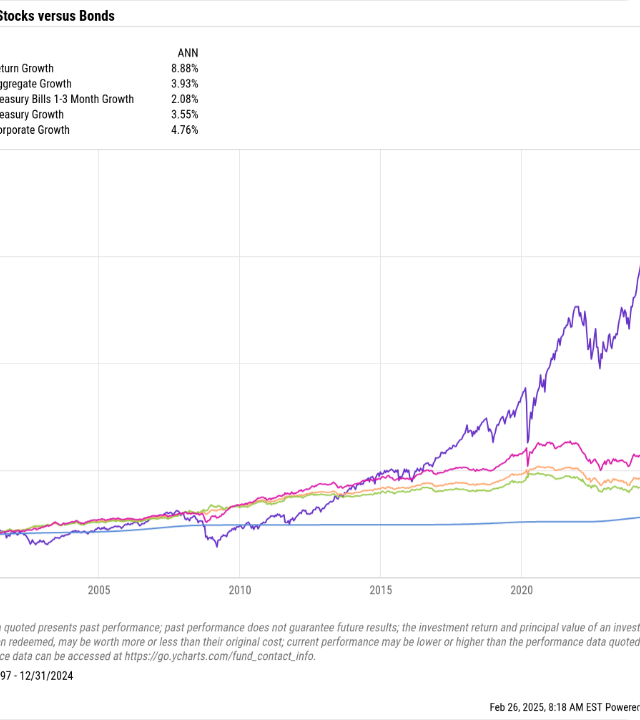 Stocks versus Bonds
ANN
eturn Growth 8.88%
ggregate Growth 3.93%
easury Bills 1-3 Month Growth 2.08%
easury Growth 3.55%
orporate Growth 4.76%
2005 2010 2015 2020
quoted presents past performance; past performance does not guarantee future results; the investment return and principal value of an invest
n redeemed, may be worth more or less than their original cost; current performance may be lower or higher than the performance data quoted
ce data can be accessed at https://go.ycharts.com/fund_contact_info.
97 - 12/31/2024
Feb 26, 2025, 8:18 AM EST Powere